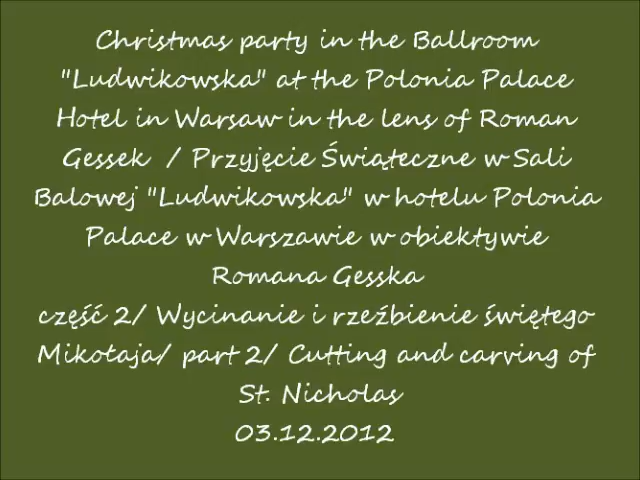 Christmas party in the Ballroom
"Ludwikowska" at the Polonia Palace
Hotel in Warsaw in the lens of Roman
Gessek / Przyjęcie Świąteczne w Sali
Balowej "Ludwikowska" w hotelu Polonia
Palace w Warszawie w obiektywie
Romana Gesska
część 2/ Wycinanie i rzeźbienie świętego
Mikołaja/ part 2/ Cutting and carving of
St. Nicholas
03.12.2012